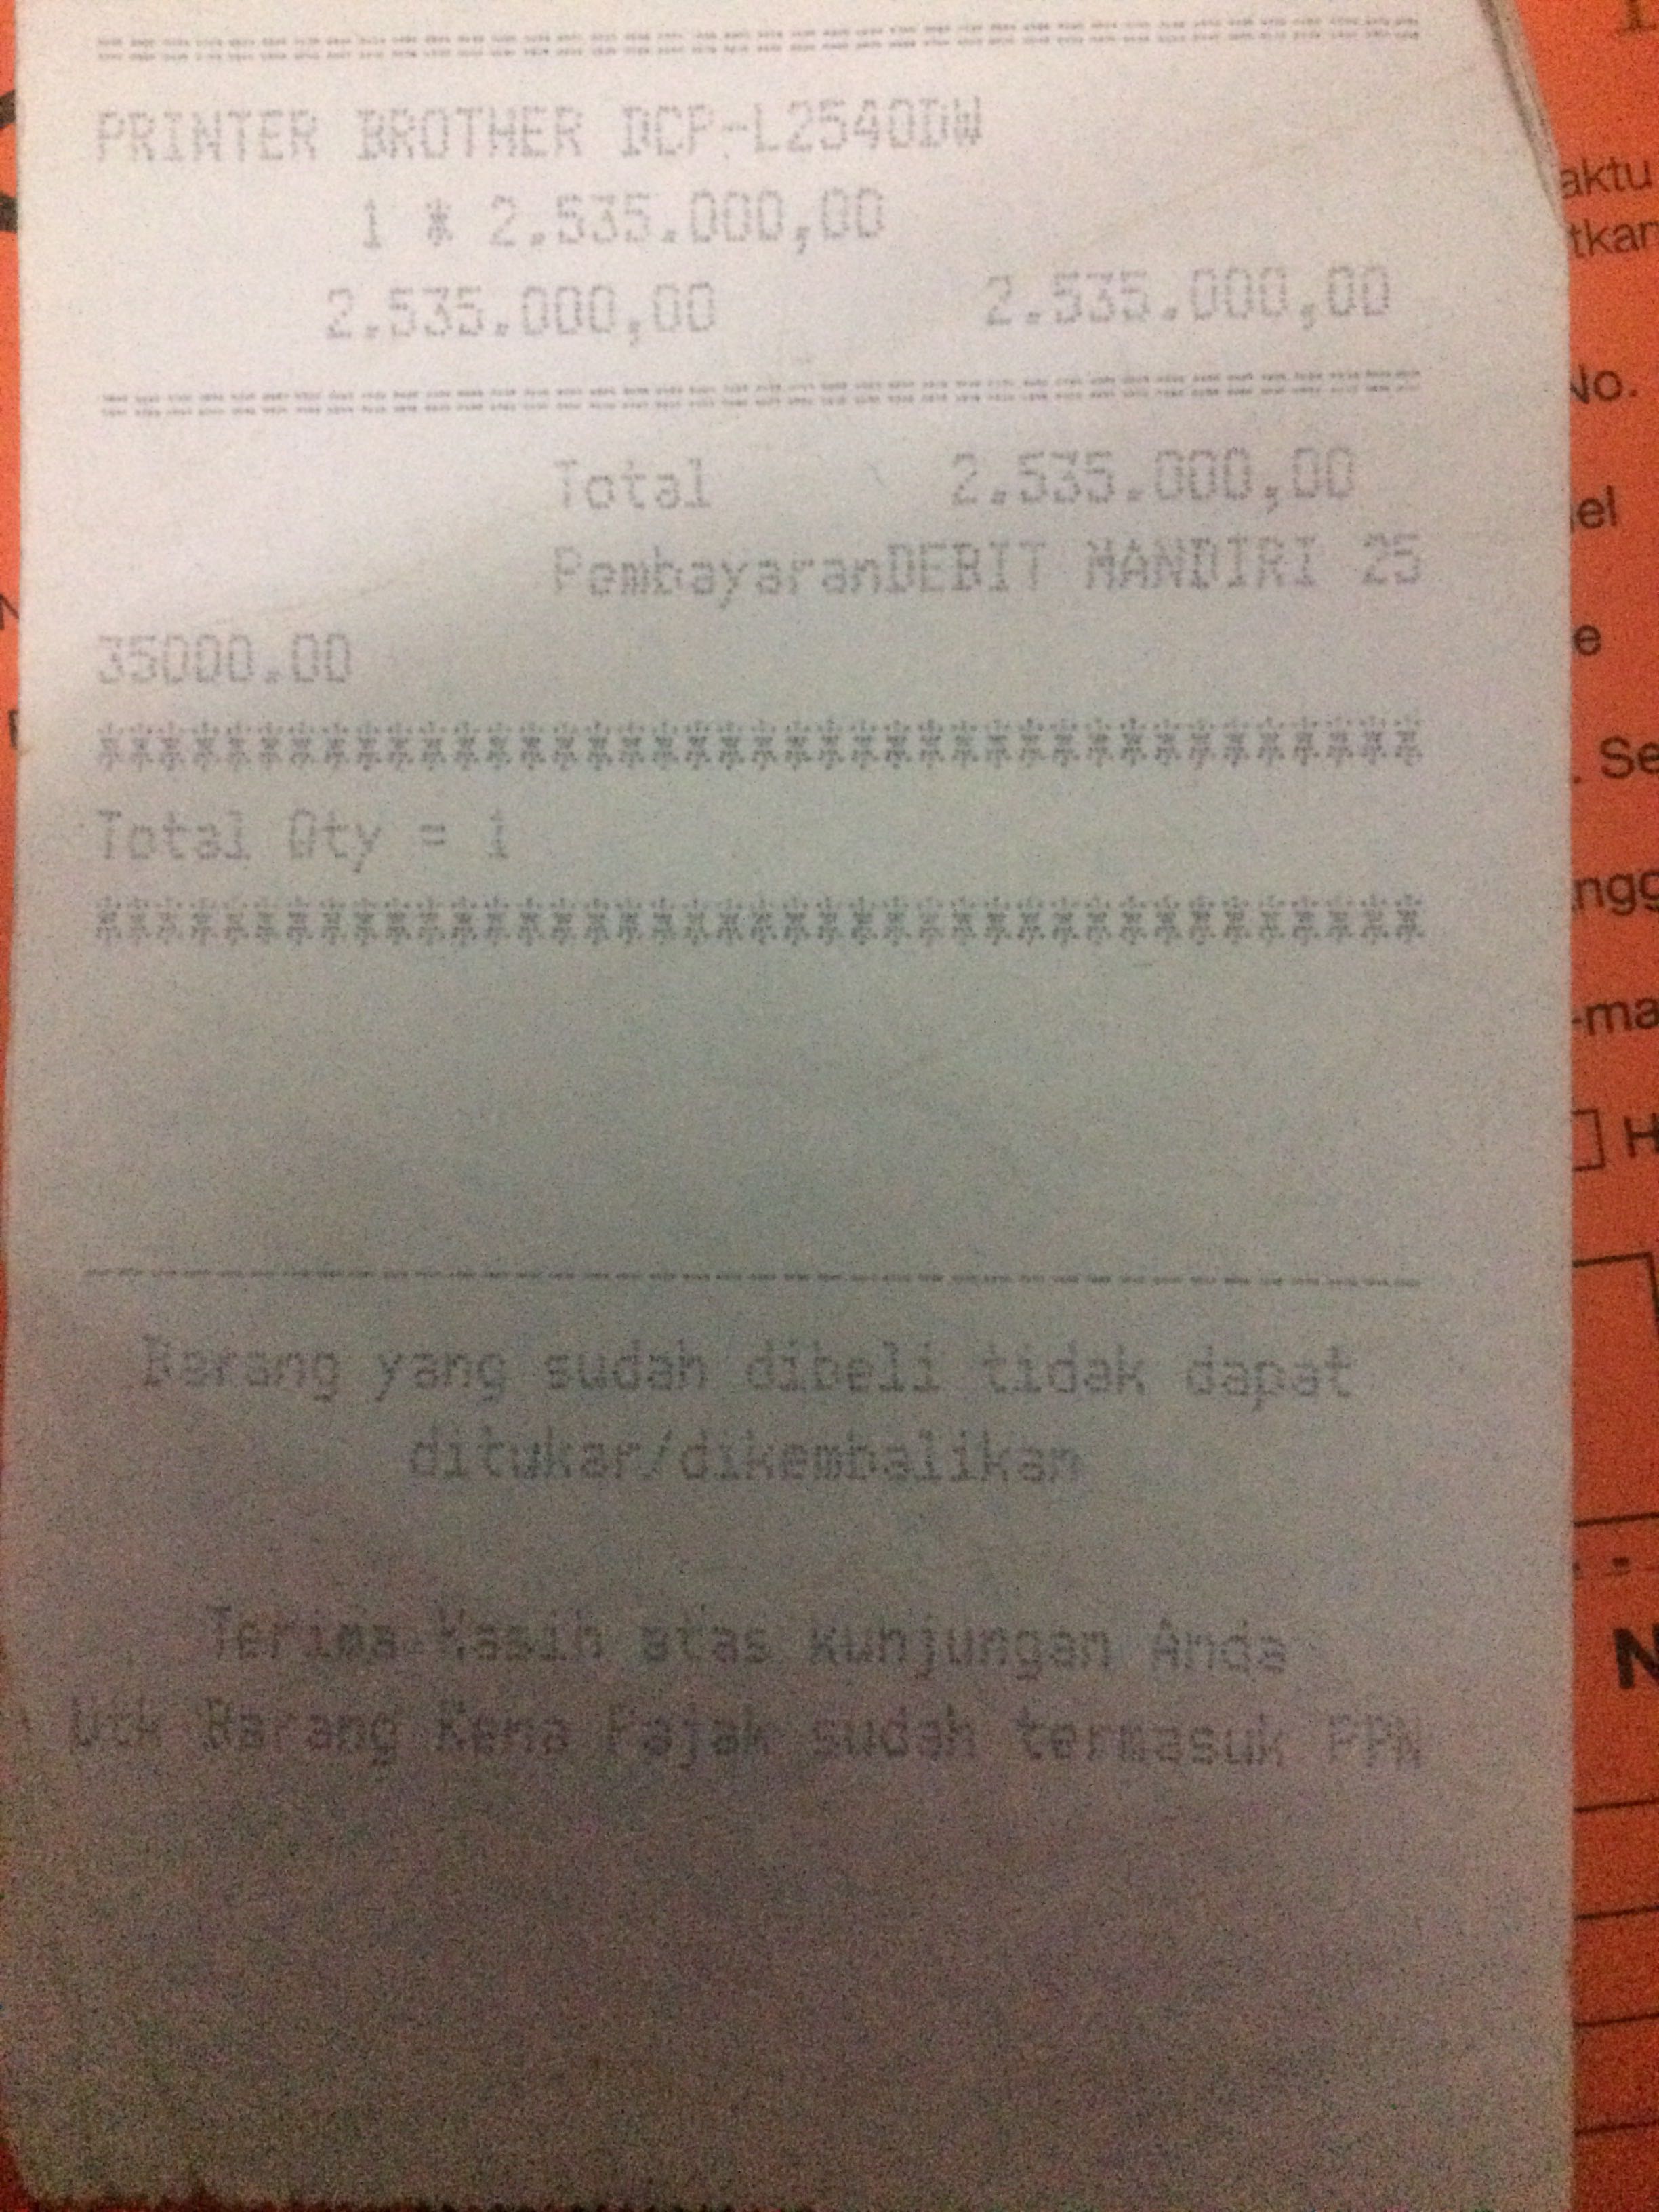 ================================
PRINTER BROTHER DCP-L2540DW
1 * 2.535.000,00
2.535.000,00 2.535.000,00
================================
Total 2.535.000,00
PembayaranDEBIT MANDIRI 25
35000.00
*****************************************
Total Qty = 1
*****************************************
-----------------------------------------
Barang yang sudah dibeli tidak dapat
ditukar/dikembalikan
Terima Kasih atas kunjungan Anda
Utk Barang Kena Pajak sudah termasuk PPN
aktu
tkan
No.
el
e
. Se
ngg
-ma
H
N